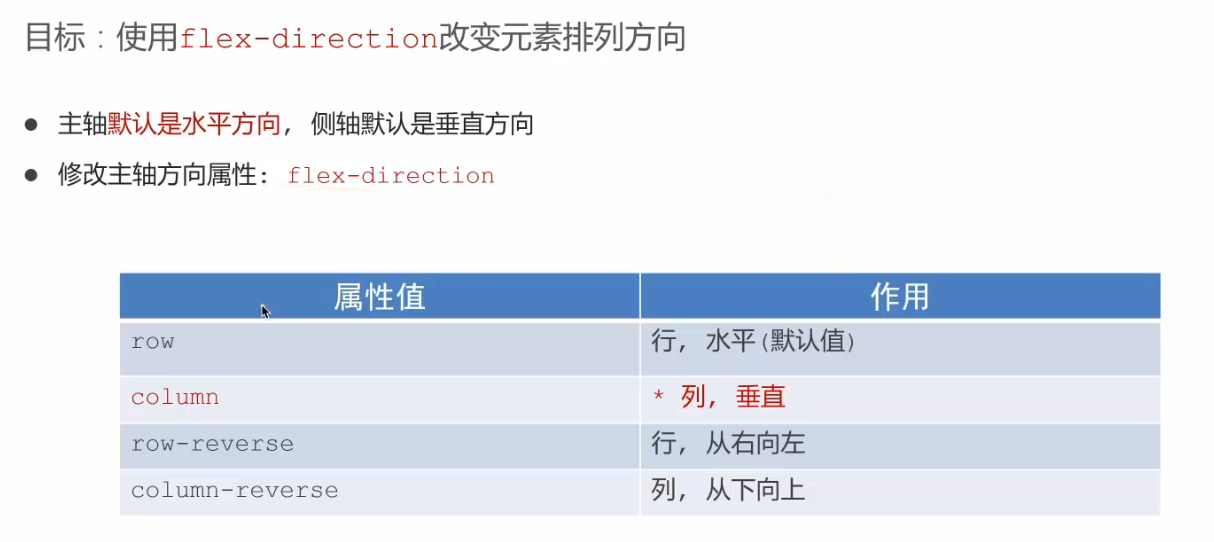 目标：使用flex-direction改变元素排列方向
● 主轴默认是水平方向, 侧轴默认是垂直方向
● 修改主轴方向属性: flex-direction
属性值 作用
row 行, 水平(默认值)
column * 列, 垂直
row-reverse 行, 从右向左
column-reverse 列, 从下向上